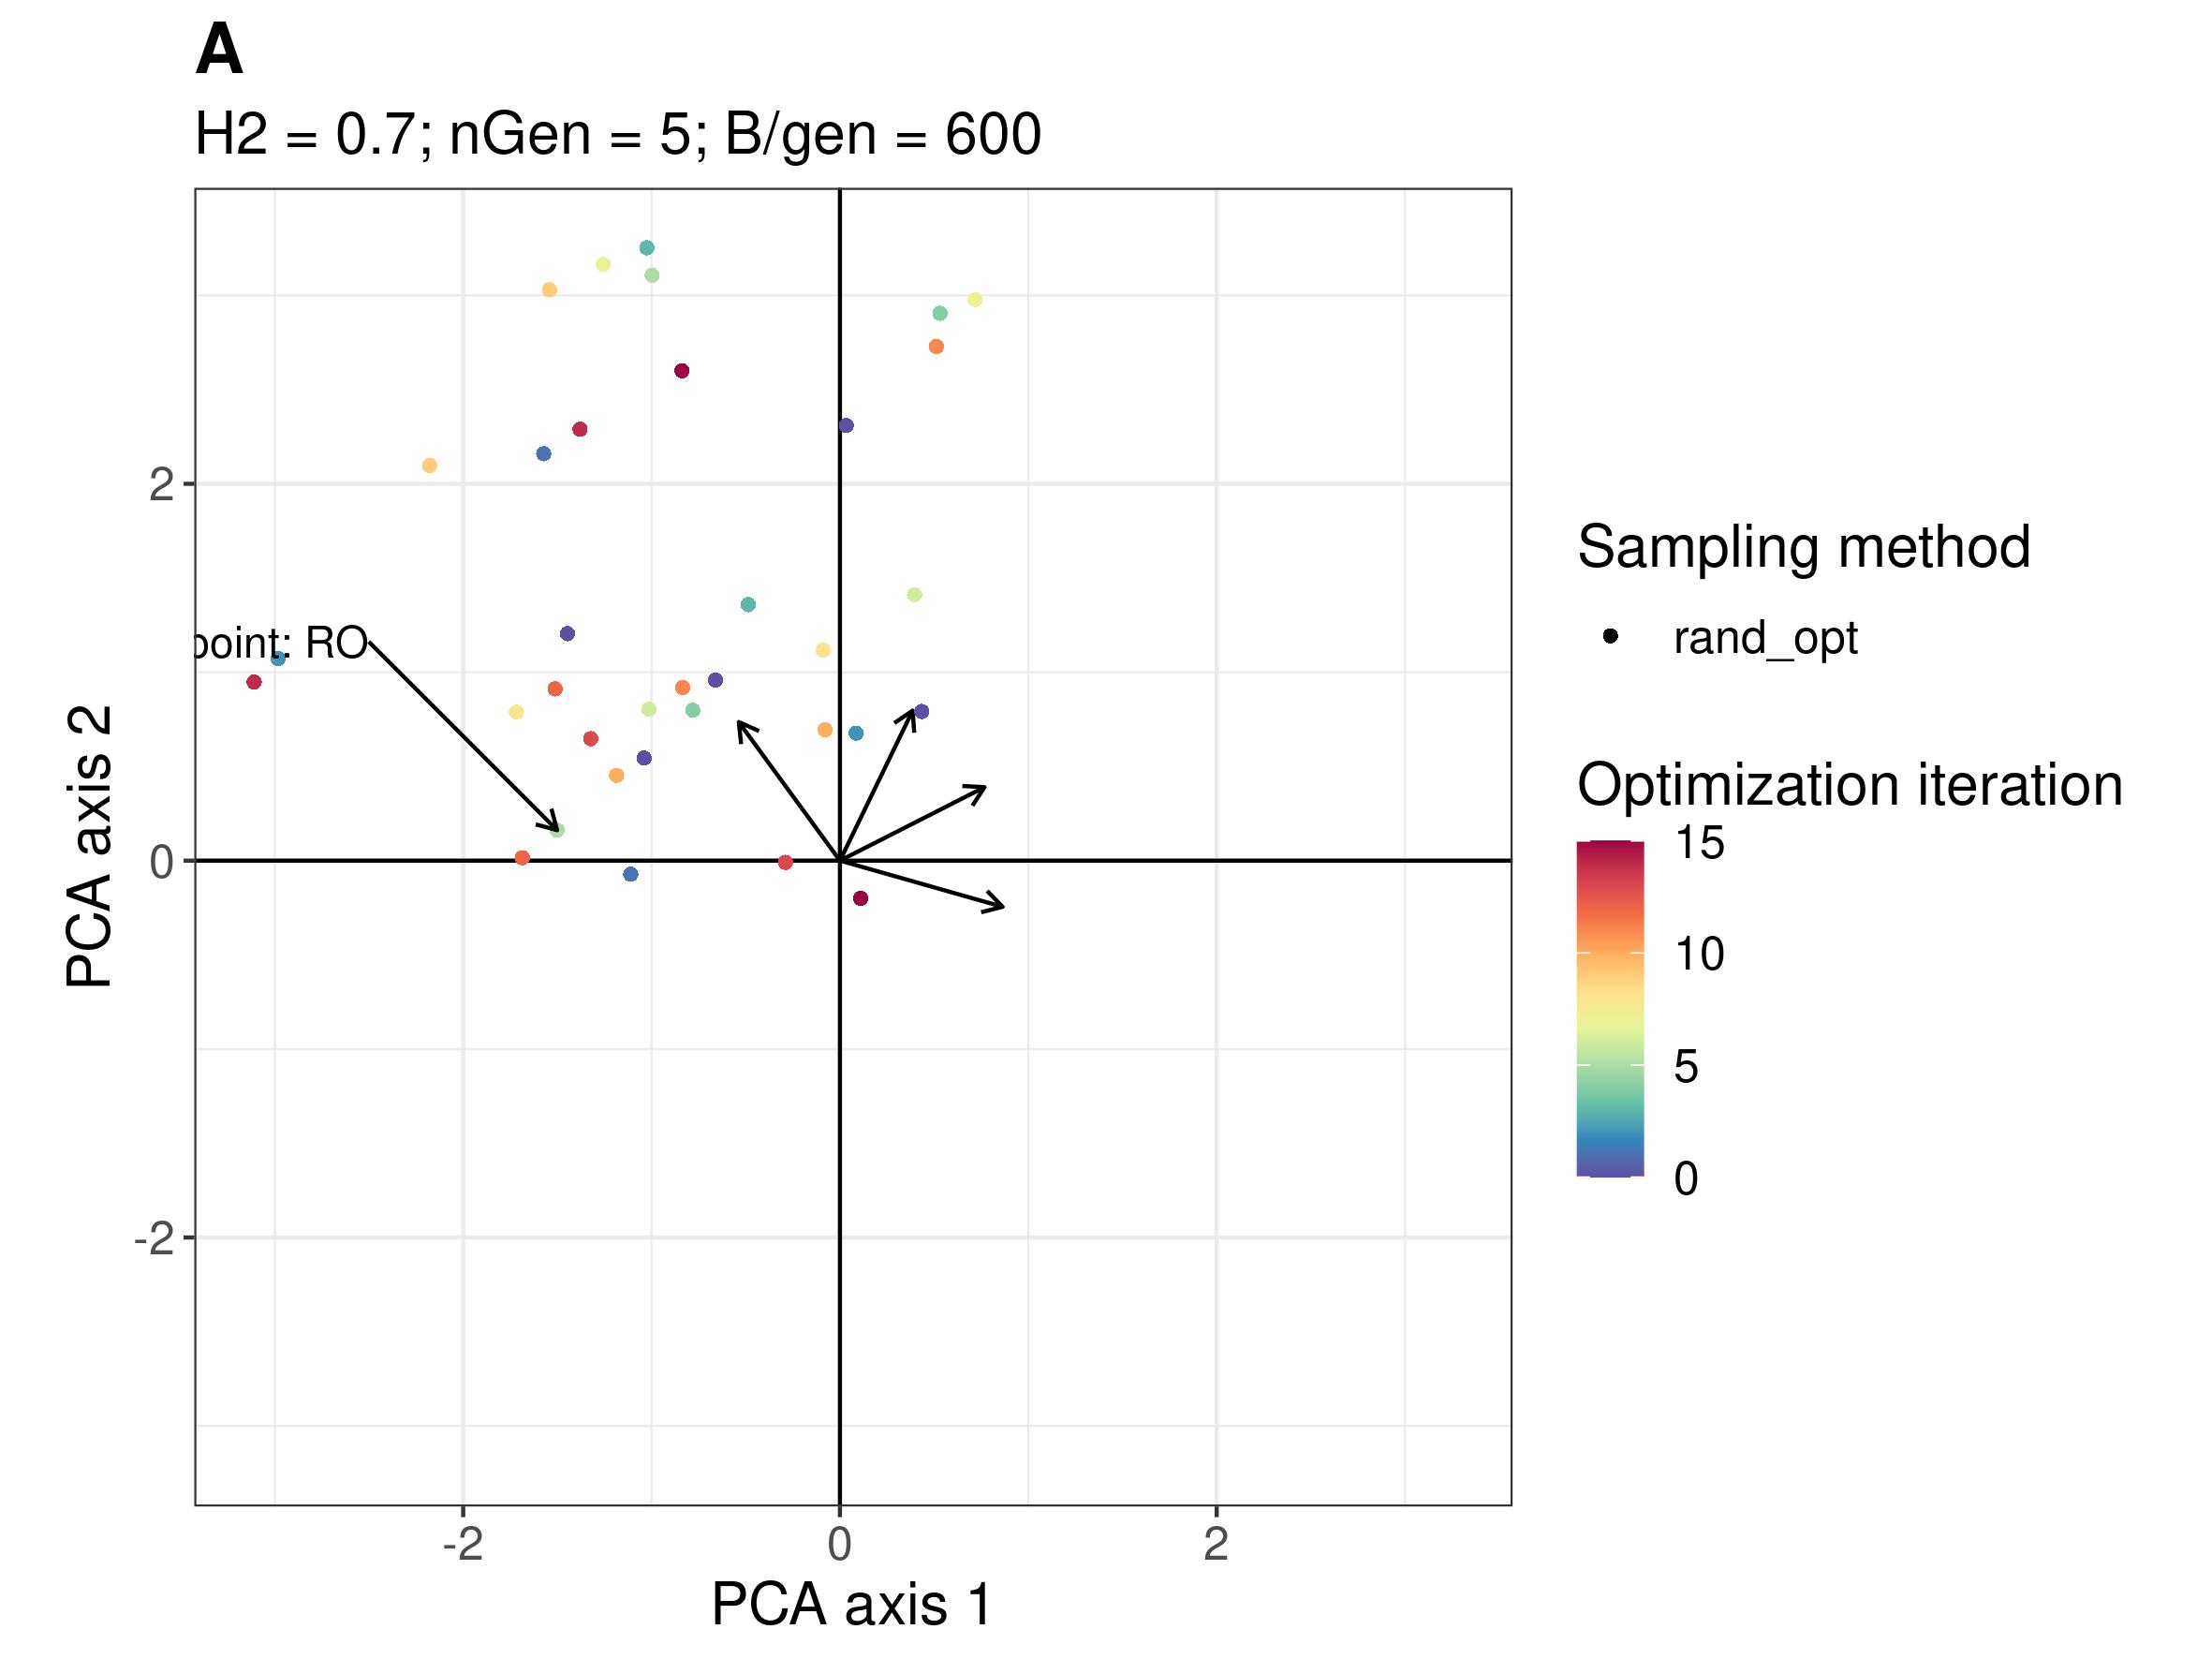 A
H2 = 0.7; nGen = 5; B/gen = 600
PCA axis 2
2
0
-2
point: RO
-2
0
2
PCA axis 1
Sampling method
rand_opt
Optimization iteration
15
10
5
0